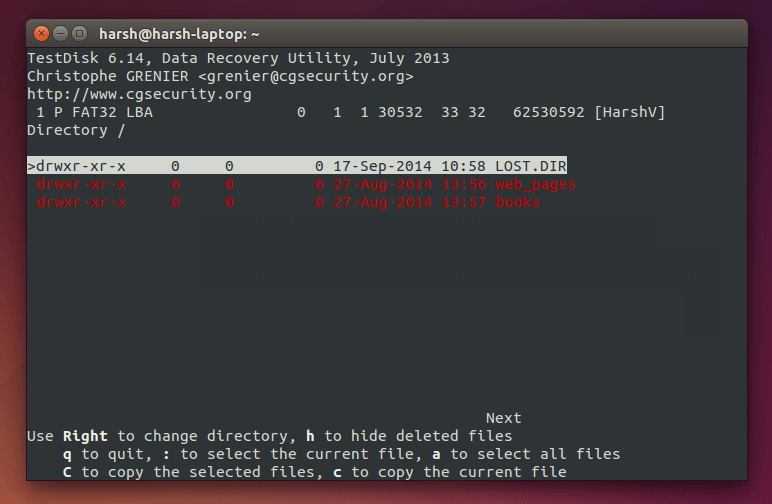 harsh@harsh-laptop: ~
TestDisk 6.14, Data Recovery Utility, July 2013
Christophe GRENIER <grenier@cgsecurity.org>
http://www.cgsecurity.org
 1 P FAT32 LBA                0   1  1 30532  33 32   62530592 [HarshV]
Directory /
>drwxr-xr-x     0     0         0 17-Sep-2014 10:58 LOST.DIR
 drwxr-xr-x     0     0         0 27-Aug-2014 13:56 web_pages
 drwxr-xr-x     0     0         0 27-Aug-2014 13:57 books
Next
Use Right to change directory, h to hide deleted files
    q to quit, : to select the current file, a to select all files
    C to copy the selected files, c to copy the current file